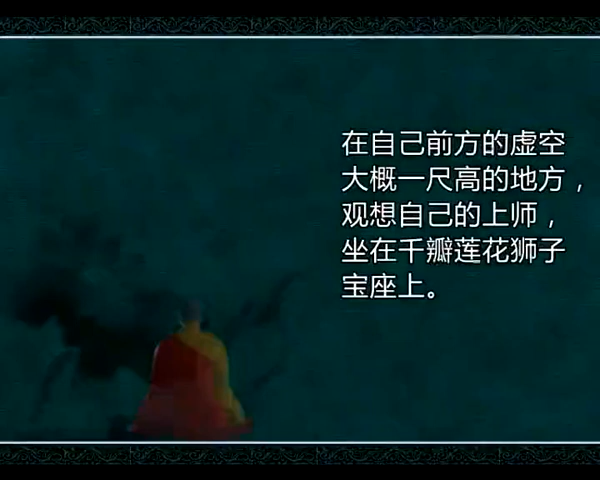 在自己前方的虚空
大概一尺高的地方，
观想自己的上师，
坐在千瓣莲花狮子
宝座上。